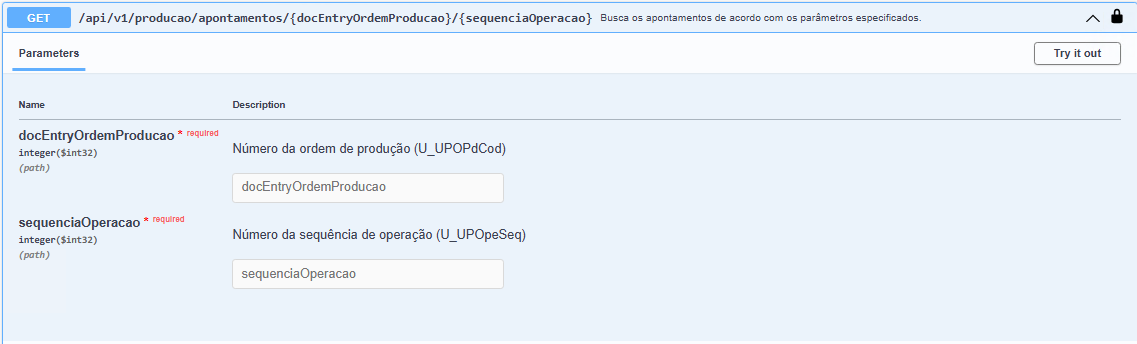 GET /api/v1/producao/apontamentos/{docEntryOrdemProducao}/{sequenciaOperacao} Busca os apontamentos de acordo com os parâmetros especificados.
Parameters Try it out
Name Description
docEntryOrdemProducao * required
integer($int32)
(path)
Número da ordem de produção (U_UPOPdCod)
docEntryOrdemProducao
sequenciaOperacao * required
integer($int32)
(path)
Número da sequência de operação (U_UPOpeSeq)
sequenciaOperacao